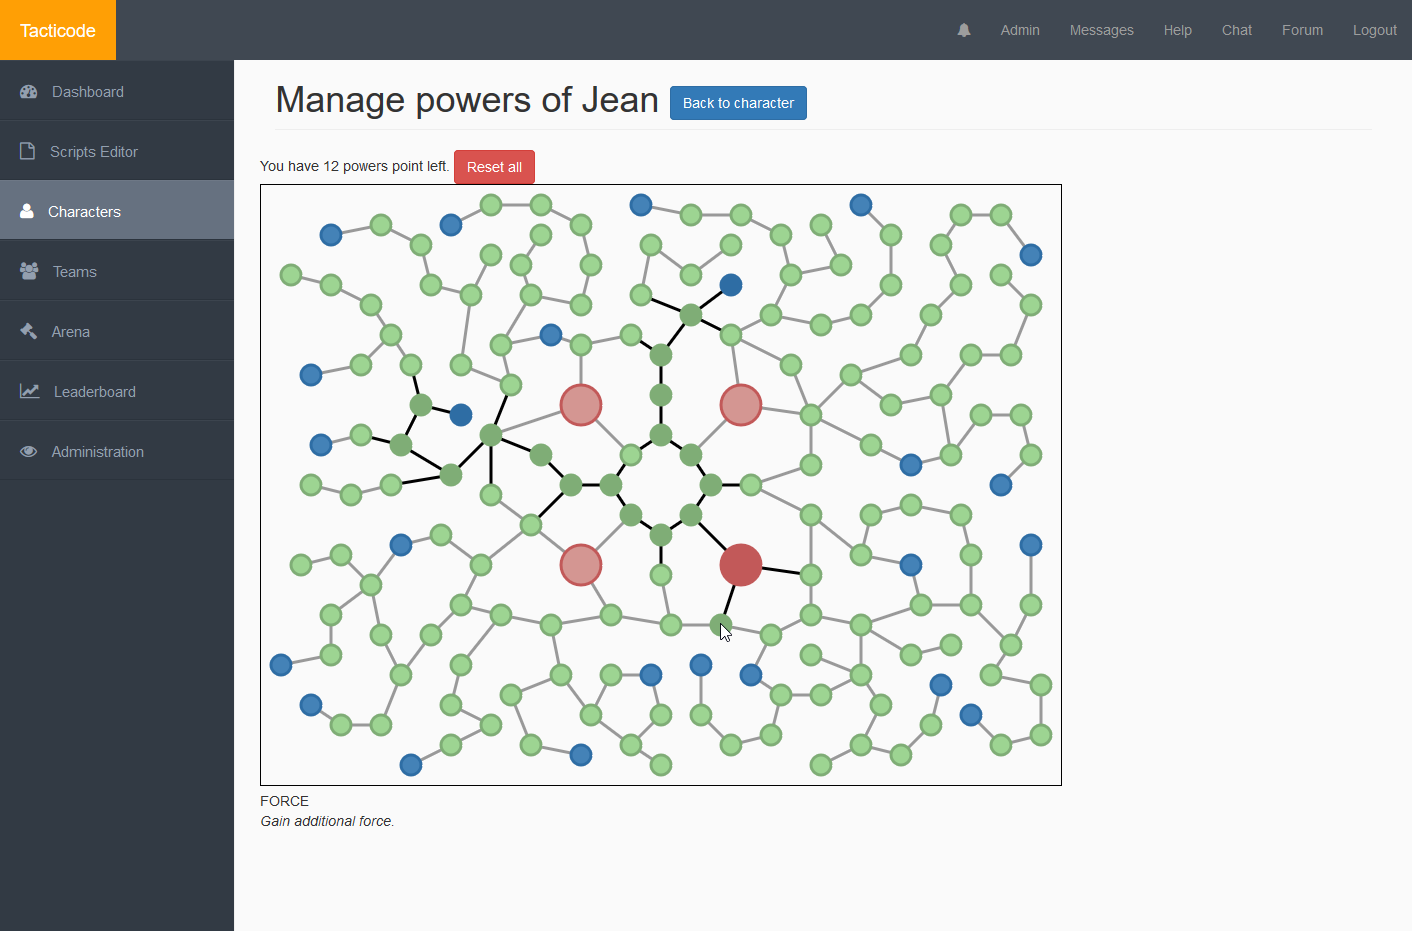 Tacticode
Admin Messages Help Chat Forum Logout
Dashboard
Scripts Editor
Characters
Teams
Arena
Leaderboard
Administration
Manage powers of Jean Back to character
You have 12 powers point left. Reset all
FORCE
Gain additional force.